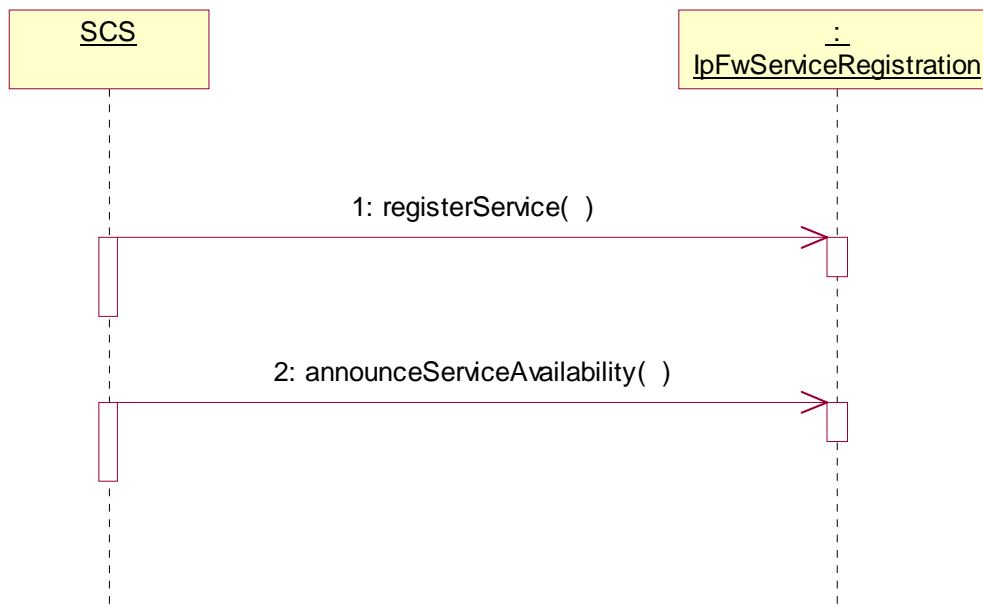 SCS
:
IpFwServiceRegistration
1: registerService( )
2: announceServiceAvailability( )